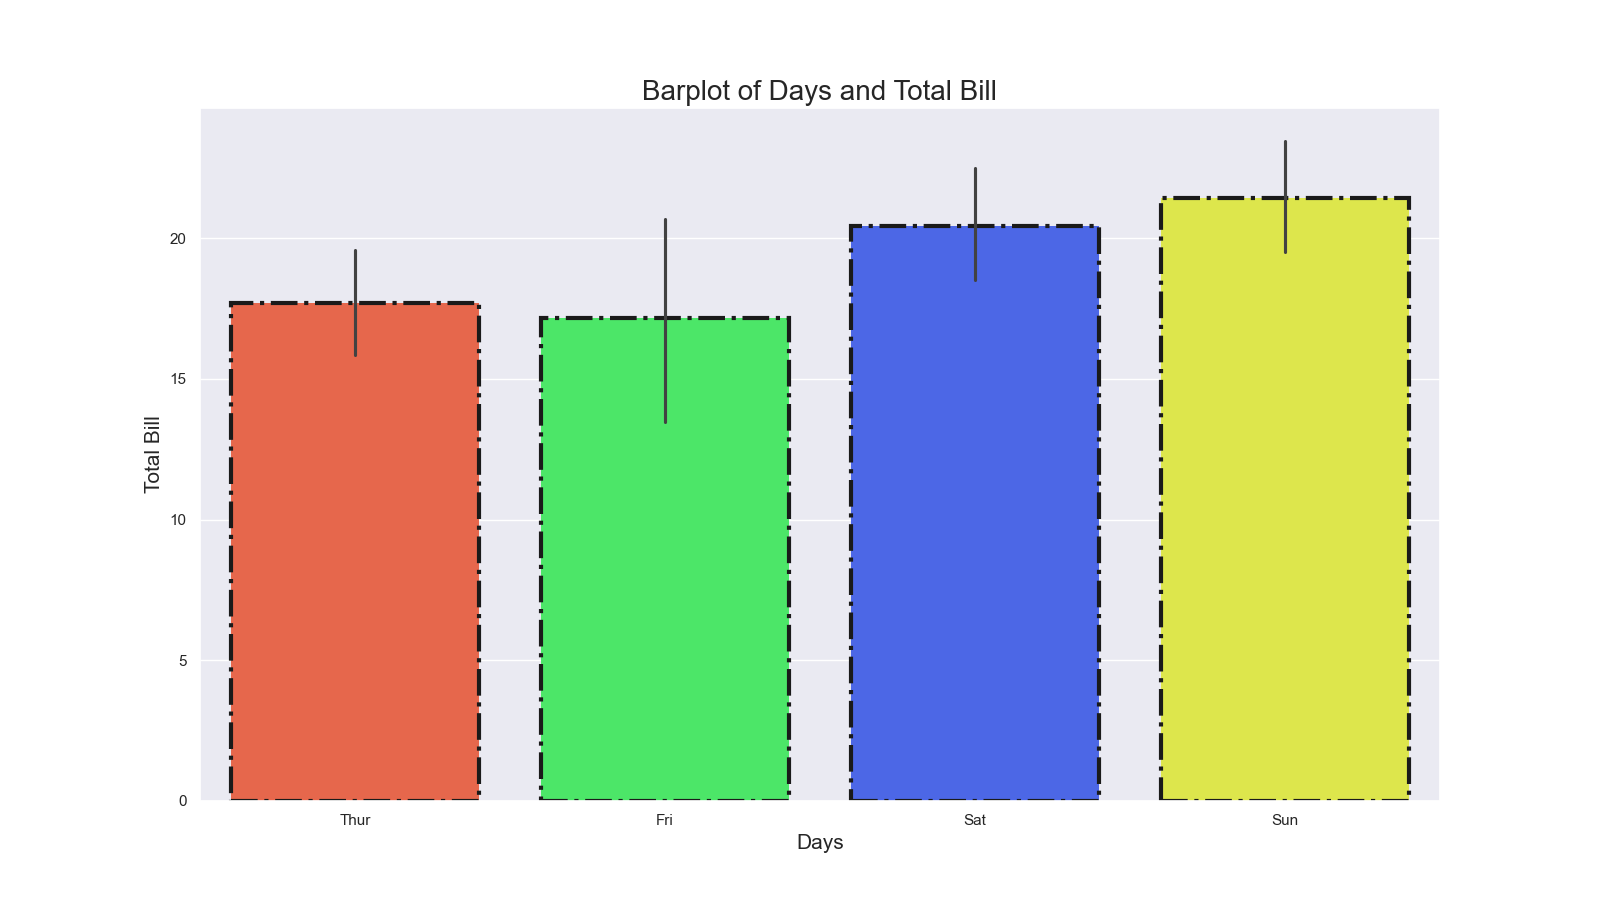 Barplot of Days and Total Bill
Total Bill
20
15
10
5
0
Thur Fri Sat Sun
Days